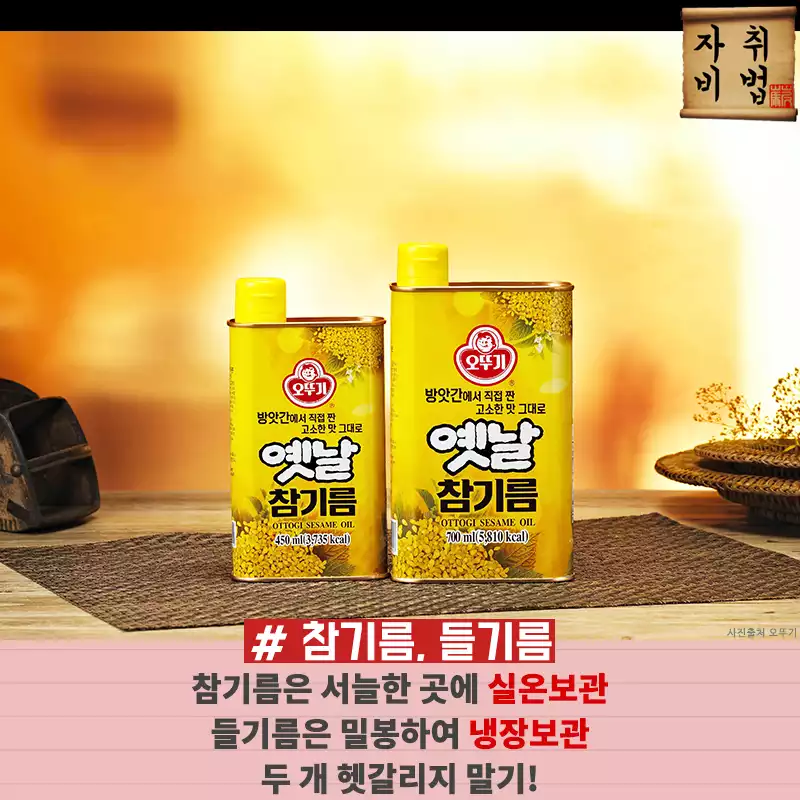 자취
비법
오뚜기
방앗간에서 직접 짠
고소한 맛 그대로
옛날
참기름
OTTOGI SESAME OIL
450 ml(3,735 kcal)
오뚜기
방앗간에서 직접 짠
고소한 맛 그대로
옛날
참기름
OTTOGI SESAME OIL
700 ml(5,810 kcal)
사진출처 오뚜기
# 참기름, 들기름
참기름은 서늘한 곳에 실온보관
들기름은 밀봉하여 냉장보관
두 개 헷갈리지 말기!